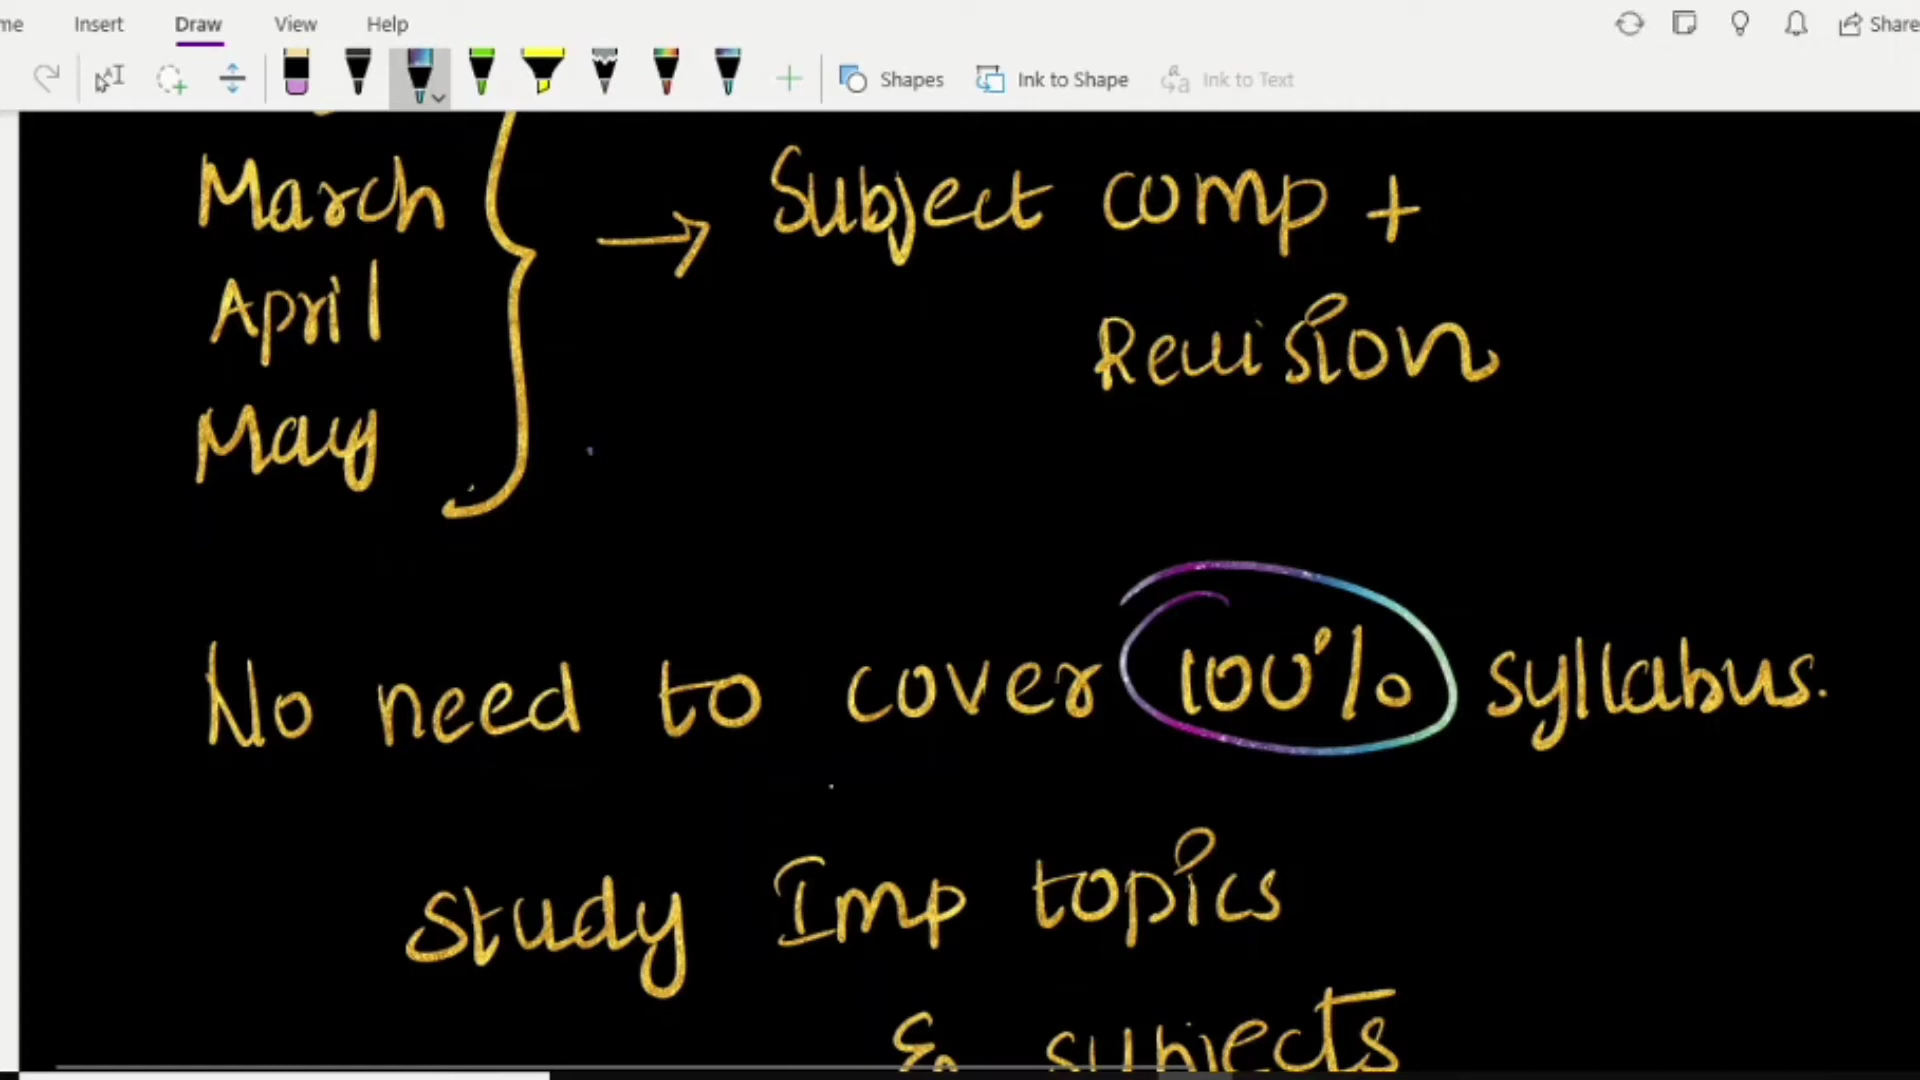 me Insert Draw View Help Share
Shapes Ink to Shape Ink to Text
March → Subject comp +
April Revision
May
No need to cover 100% syllabus.
Study Imp topics
& subjects